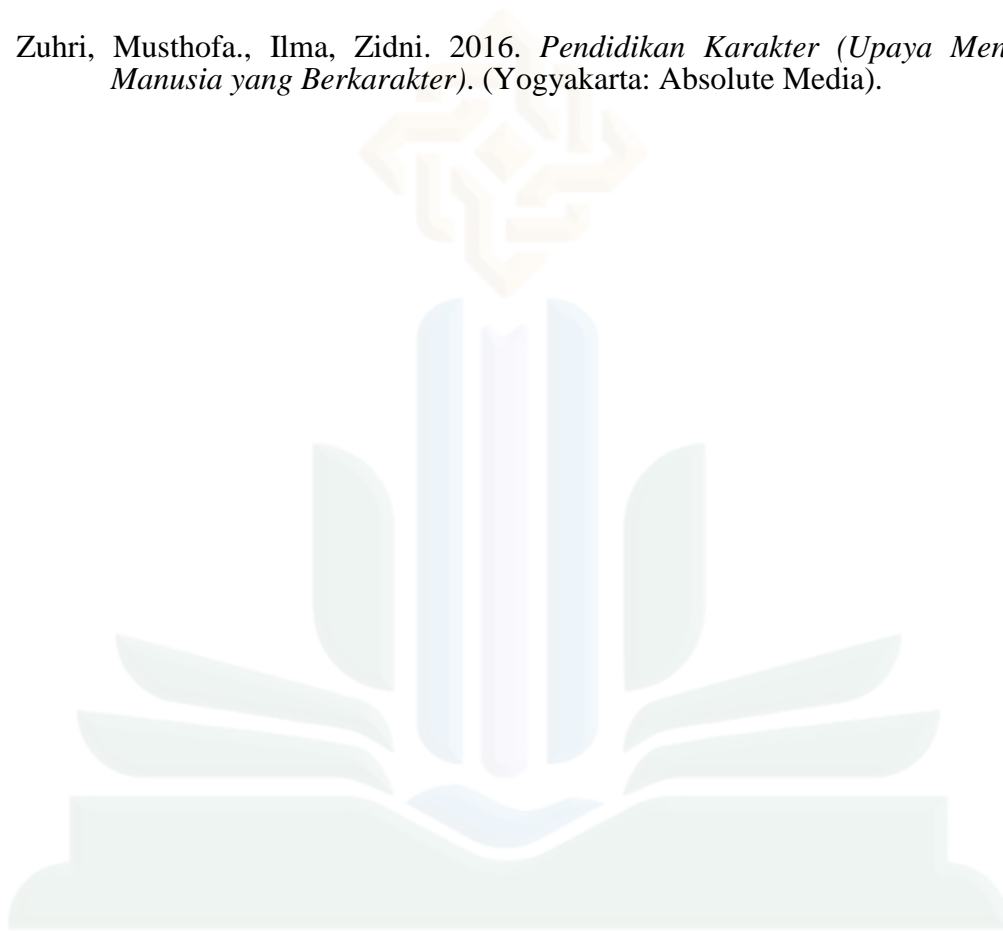 Zuhri, Musthofa., Ilma, Zidni. 2016. Pendidikan Karakter (Upaya Men
Manusia yang Berkarakter). (Yogyakarta: Absolute Media).